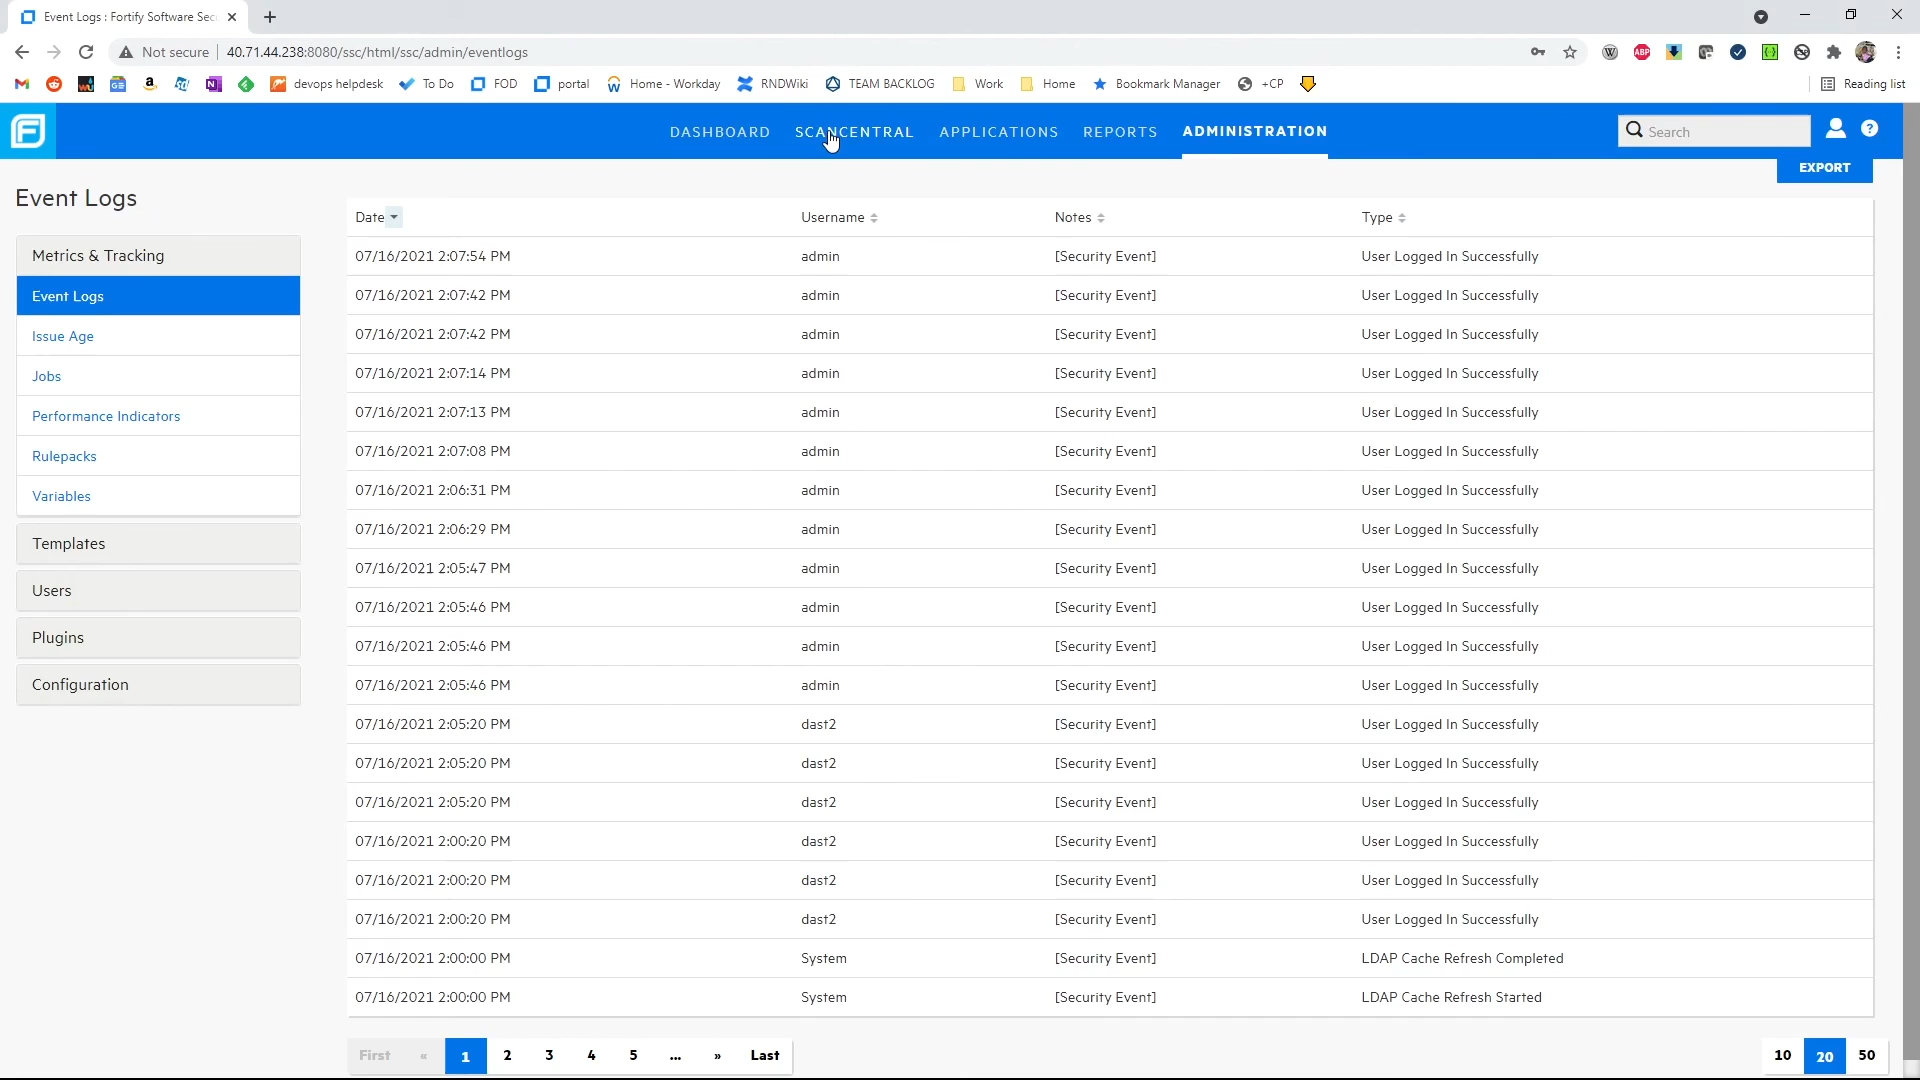 Event Logs : Fortify Software Sec
Not secure
40.71.44.238:8080/ssc/html/ssc/admin/eventlogs
devops helpdesk To Do FOD portal Home - Workday RNDWiki TEAM BACKLOG Work Home Bookmark Manager +CP Reading list
DASHBOARD SCANCENTRAL APPLICATIONS REPORTS ADMINISTRATION
Search
EXPORT
Event Logs
Metrics & Tracking
Event Logs
Issue Age
Jobs
Performance Indicators
Rulepacks
Variables
Templates
Users
Plugins
Configuration
Date Username Notes Type
07/16/2021 2:07:54 PM admin [Security Event] User Logged In Successfully
07/16/2021 2:07:42 PM admin [Security Event] User Logged In Successfully
07/16/2021 2:07:42 PM admin [Security Event] User Logged In Successfully
07/16/2021 2:07:14 PM admin [Security Event] User Logged In Successfully
07/16/2021 2:07:13 PM admin [Security Event] User Logged In Successfully
07/16/2021 2:07:08 PM admin [Security Event] User Logged In Successfully
07/16/2021 2:06:31 PM admin [Security Event] User Logged In Successfully
07/16/2021 2:06:29 PM admin [Security Event] User Logged In Successfully
07/16/2021 2:05:47 PM admin [Security Event] User Logged In Successfully
07/16/2021 2:05:46 PM admin [Security Event] User Logged In Successfully
07/16/2021 2:05:46 PM admin [Security Event] User Logged In Successfully
07/16/2021 2:05:46 PM admin [Security Event] User Logged In Successfully
07/16/2021 2:05:20 PM dast2 [Security Event] User Logged In Successfully
07/16/2021 2:05:20 PM dast2 [Security Event] User Logged In Successfully
07/16/2021 2:05:20 PM dast2 [Security Event] User Logged In Successfully
07/16/2021 2:00:20 PM dast2 [Security Event] User Logged In Successfully
07/16/2021 2:00:20 PM dast2 [Security Event] User Logged In Successfully
07/16/2021 2:00:20 PM dast2 [Security Event] User Logged In Successfully
07/16/2021 2:00:00 PM System [Security Event] LDAP Cache Refresh Completed
07/16/2021 2:00:00 PM System [Security Event] LDAP Cache Refresh Started
First « 1 2 3 4 5 ... » Last
10 20 50